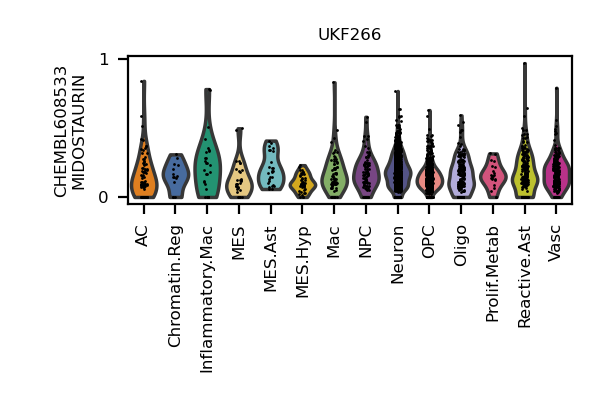 UKF266
CHEMBL608533
MIDOSTAURIN
1
0
AC
Chromatin.Reg
Inflammatory.Mac
MES
MES.Ast
MES.Hyp
Mac
NPC
Neuron
OPC
Oligo
Prolif.Metab
Reactive.Ast
Vasc